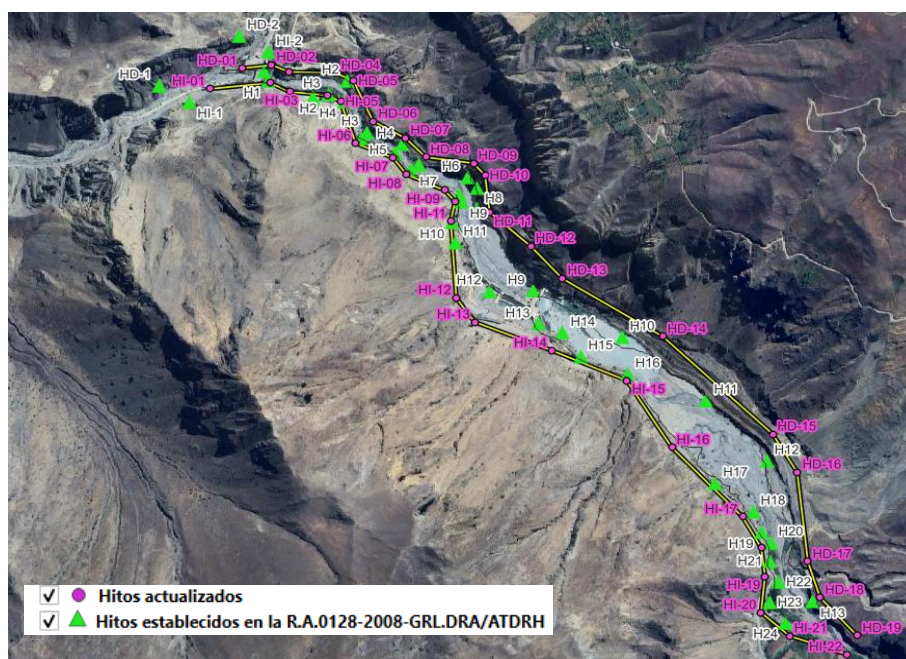 HD-2
HI-2
HD-01
HD-02
H2
HD-04
HD-05
HD-1
HI-01
H1
H3
HI-03
HI-1
H2
H4
HI-05
H3
HD-06
HI-06
H4
HD-07
H5
HI-07
HD-08
H6
HD-09
HI-08
H7
HD-10
HI-09
H8
HI-11
H9
HD-11
H10
H11
HD-12
HD-13
H12
H9
HI-12
HI-13
H13
H14
H10
HD-14
HI-14
H15
H16
HI-15
H11
HD-15
HI-16
H12
HD-16
H17
HI-17
H18
H20
H19
H21
HD-17
HI-19
H22
HD-18
HI-20
H23
H13
H24
HI-21
HD-19
HI-22
Hitos actualizados
Hitos establecidos en la R.A.0128-2008-GRL.DRA/ATDRH